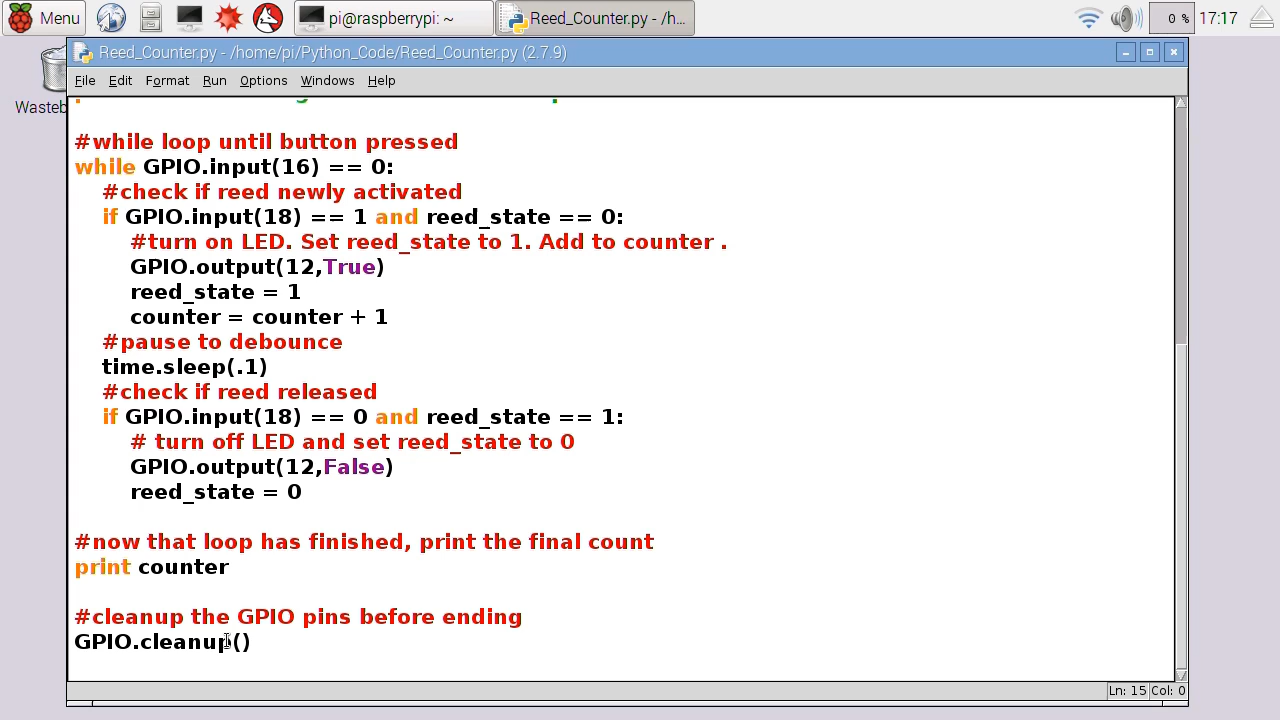 Menu
pi@raspberrypi: ~
Reed_Counter.py - /h...
0 %
17:17
Wasteb
Reed_Counter.py - /home/pi/Python_Code/Reed_Counter.py (2.7.9)
File Edit Format Run Options Windows Help
#while loop until button pressed
while GPIO.input(16) == 0:
#check if reed newly activated
if GPIO.input(18) == 1 and reed_state == 0:
#turn on LED. Set reed_state to 1. Add to counter .
GPIO.output(12,True)
reed_state = 1
counter = counter + 1
#pause to debounce
time.sleep(.1)
#check if reed released
if GPIO.input(18) == 0 and reed_state == 1:
# turn off LED and set reed_state to 0
GPIO.output(12,False)
reed_state = 0
#now that loop has finished, print the final count
print counter
#cleanup the GPIO pins before ending
GPIO.cleanup()
Ln: 15 Col: 0